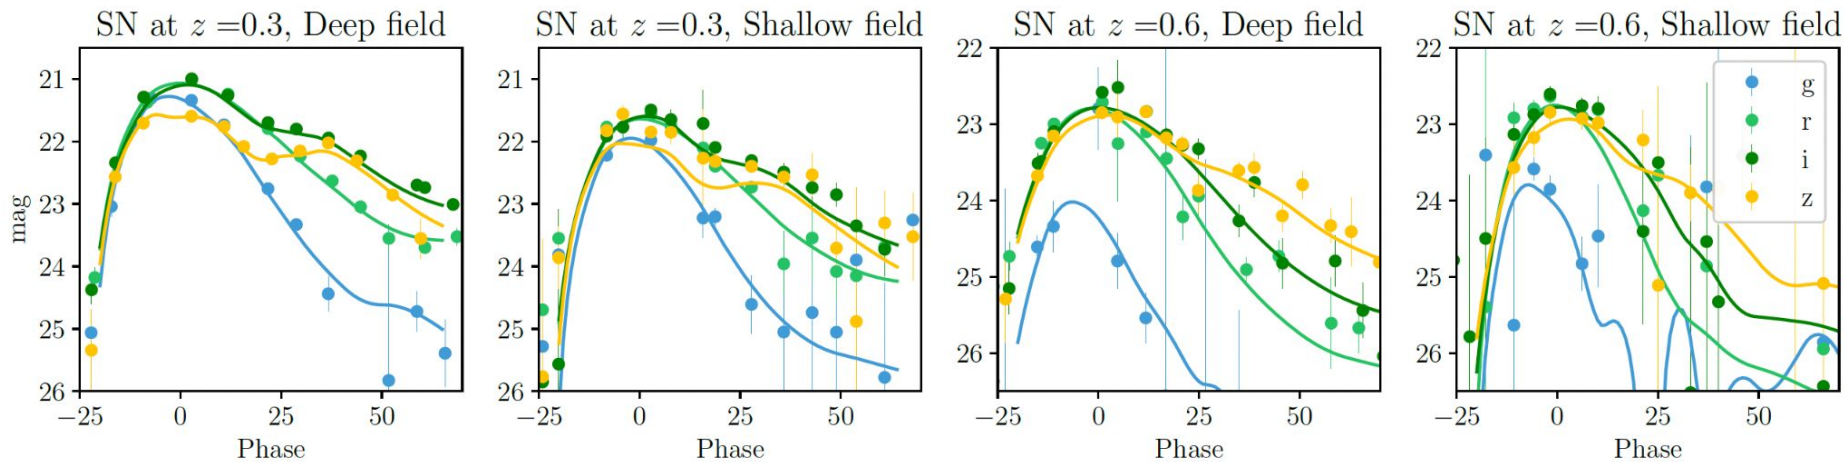 SN at z =0.3, Deep field
SN at z =0.3, Shallow field
SN at z =0.6, Deep field
SN at z =0.6, Shallow field
mag
21
22
23
24
25
26
−25
0
25
50
Phase
21
22
23
24
25
26
−25
0
25
50
Phase
22
23
24
25
26
−25
0
25
50
Phase
22
23
24
25
26
−25
0
25
50
Phase
g
r
i
z